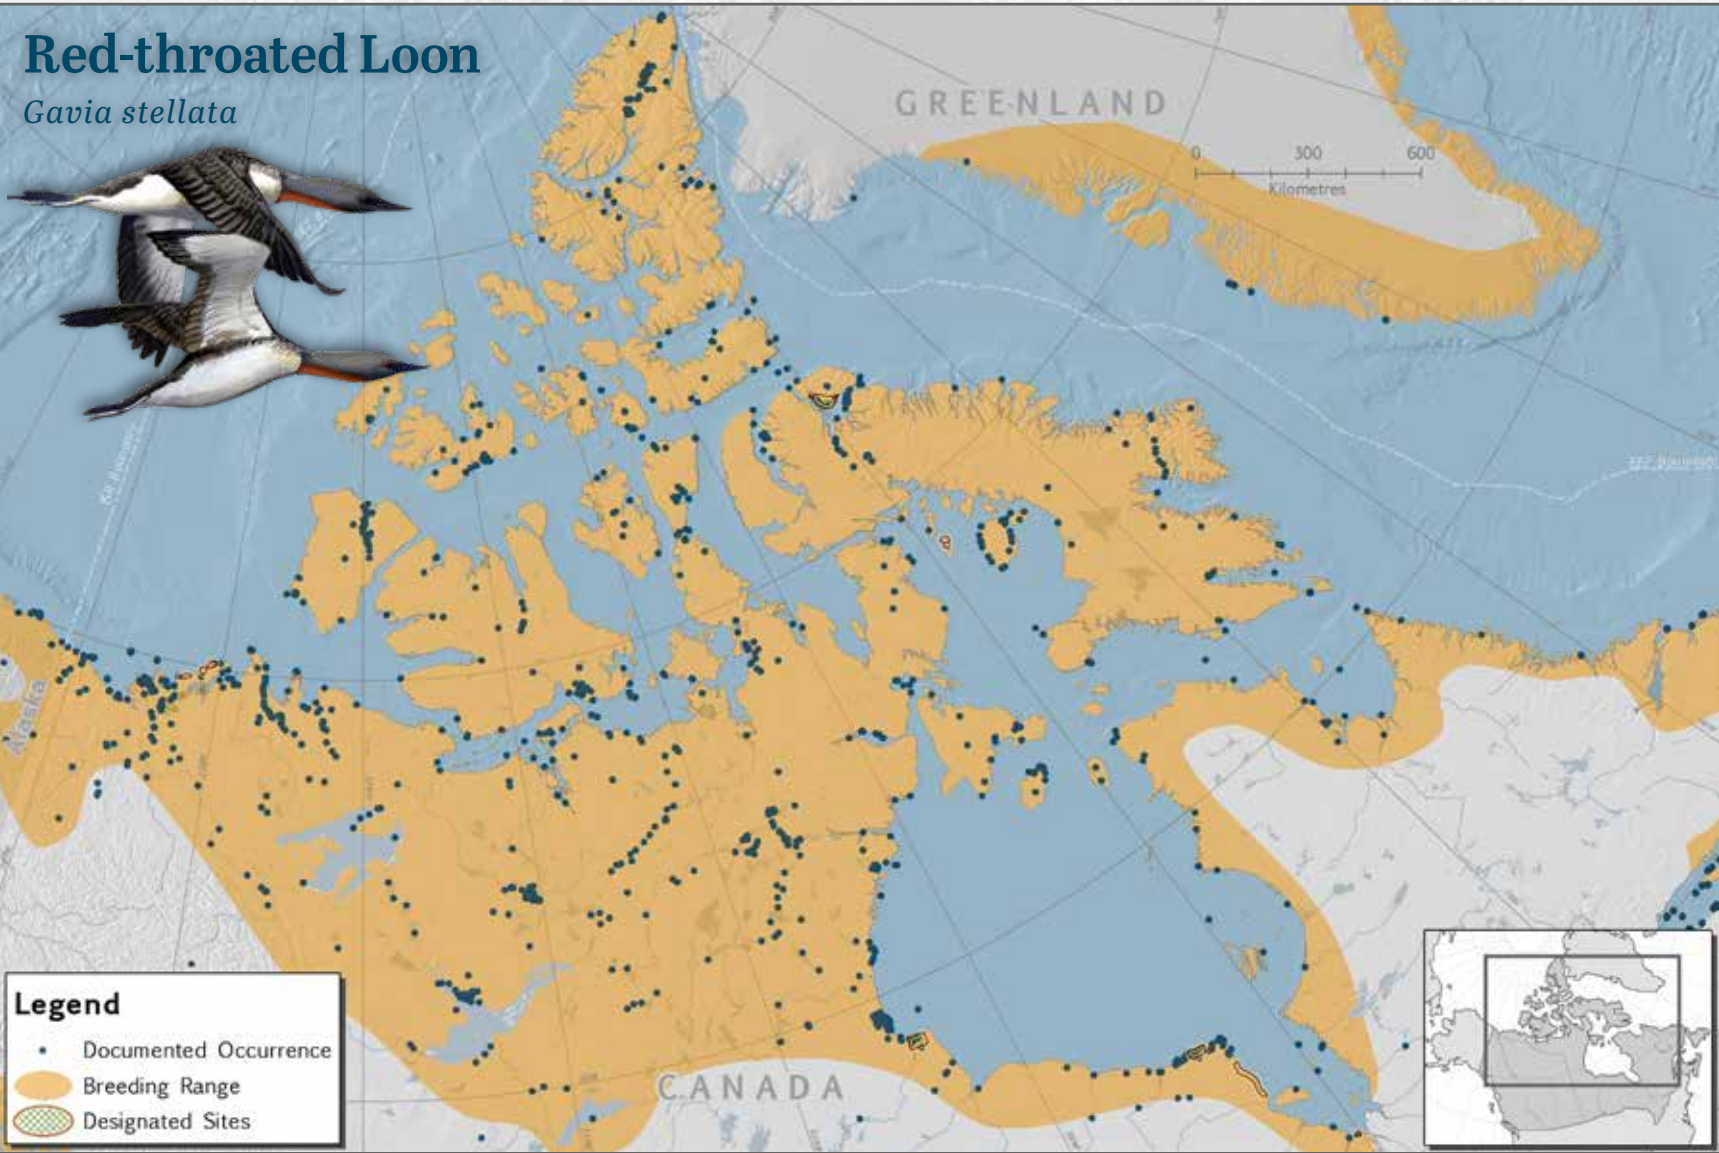 Red-throated Loon
Gavia stellata
GREENLAND
0 300 600
Kilometres
Alaska
CANADA
Legend
Documented Occurrence
Breeding Range
Designated Sites